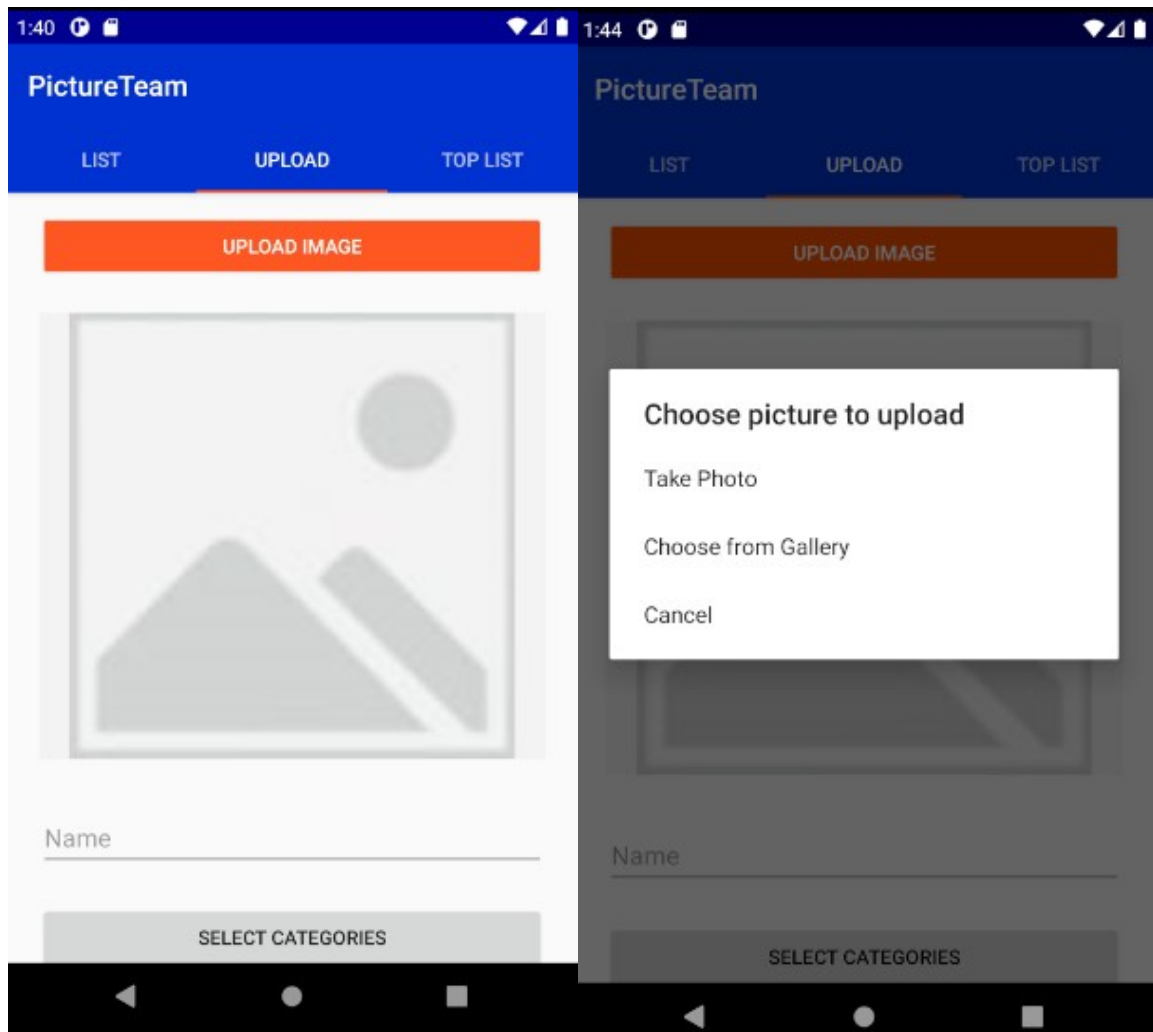 1:40
PictureTeam
LIST UPLOAD TOP LIST
UPLOAD IMAGE
Name
SELECT CATEGORIES
1:44
PictureTeam
LIST UPLOAD TOP LIST
UPLOAD IMAGE
Choose picture to upload
Take Photo
Choose from Gallery
Cancel
Name
SELECT CATEGORIES